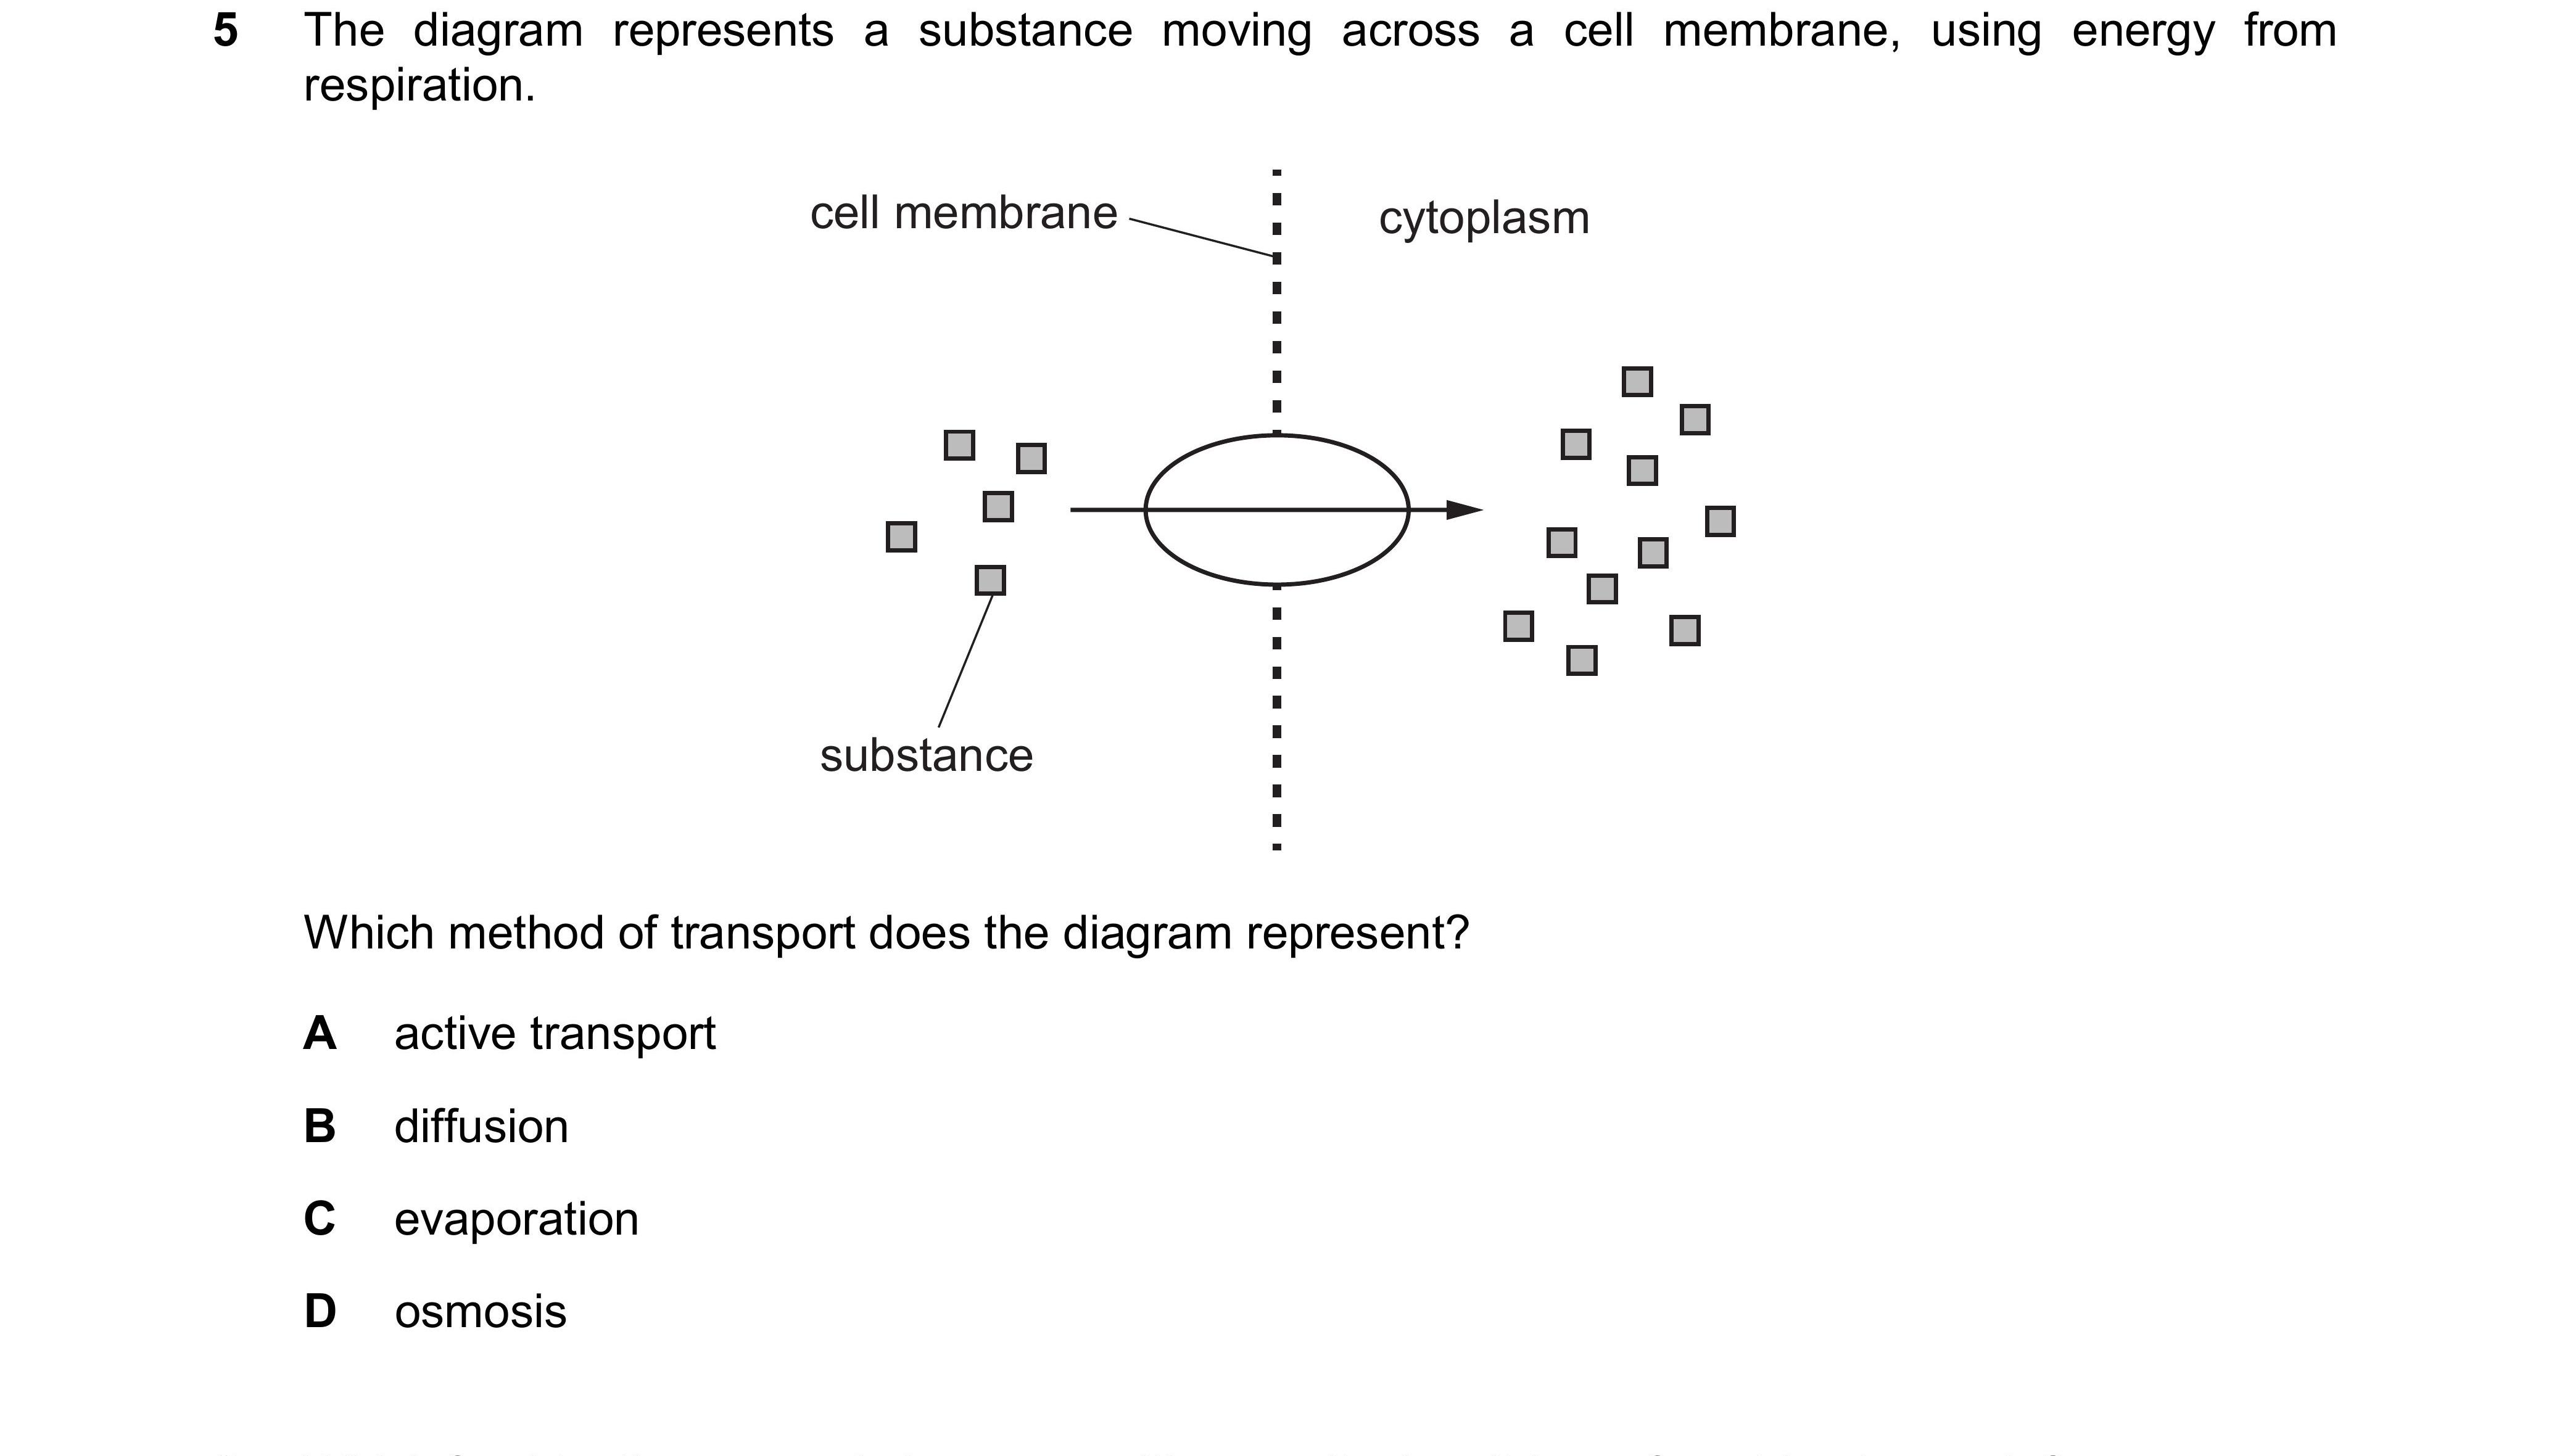 5 The diagram represents a substance moving across a cell membrane, using energy from
respiration.
cell membrane
cytoplasm
substance
Which method of transport does the diagram represent?
A active transport
B diffusion
C evaporation
D osmosis